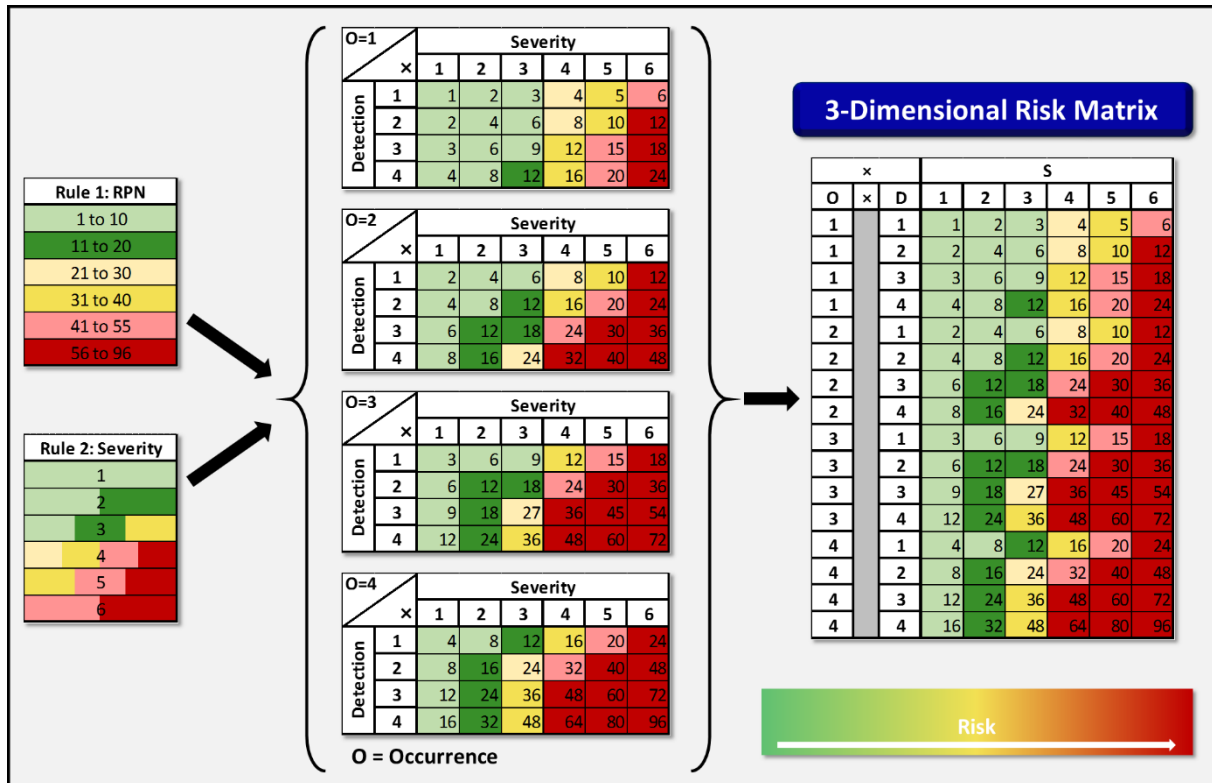 Rule 1: RPN
1 to 10
11 to 20
21 to 30
31 to 40
41 to 55
56 to 96
Rule 2: Severity
1
2
3
4
5
6
O=1 Severity
× 1 2 3 4 5 6
Detection
1 1 2 3 4 5 6
2 2 4 6 8 10 12
3 3 6 9 12 15 18
4 4 8 12 16 20 24
O=2 Severity
× 1 2 3 4 5 6
Detection
1 2 4 6 8 10 12
2 4 8 12 16 20 24
3 6 12 18 24 30 36
4 8 16 24 32 40 48
O=3 Severity
× 1 2 3 4 5 6
Detection
1 3 6 9 12 15 18
2 6 12 18 24 30 36
3 9 18 27 36 45 54
4 12 24 36 48 60 72
O=4 Severity
× 1 2 3 4 5 6
Detection
1 4 8 12 16 20 24
2 8 16 24 32 40 48
3 12 24 36 48 60 72
4 16 32 48 64 80 96
O = Occurrence
3-Dimensional Risk Matrix
× S
O × D 1 2 3 4 5 6
1 1 1 2 3 4 5 6
1 2 2 4 6 8 10 12
1 3 3 6 9 12 15 18
1 4 4 8 12 16 20 24
2 1 2 4 6 8 10 12
2 2 4 8 12 16 20 24
2 3 6 12 18 24 30 36
2 4 8 16 24 32 40 48
3 1 3 6 9 12 15 18
3 2 6 12 18 24 30 36
3 3 9 18 27 36 45 54
3 4 12 24 36 48 60 72
4 1 4 8 12 16 20 24
4 2 8 16 24 32 40 48
4 3 12 24 36 48 60 72
4 4 16 32 48 64 80 96
Risk